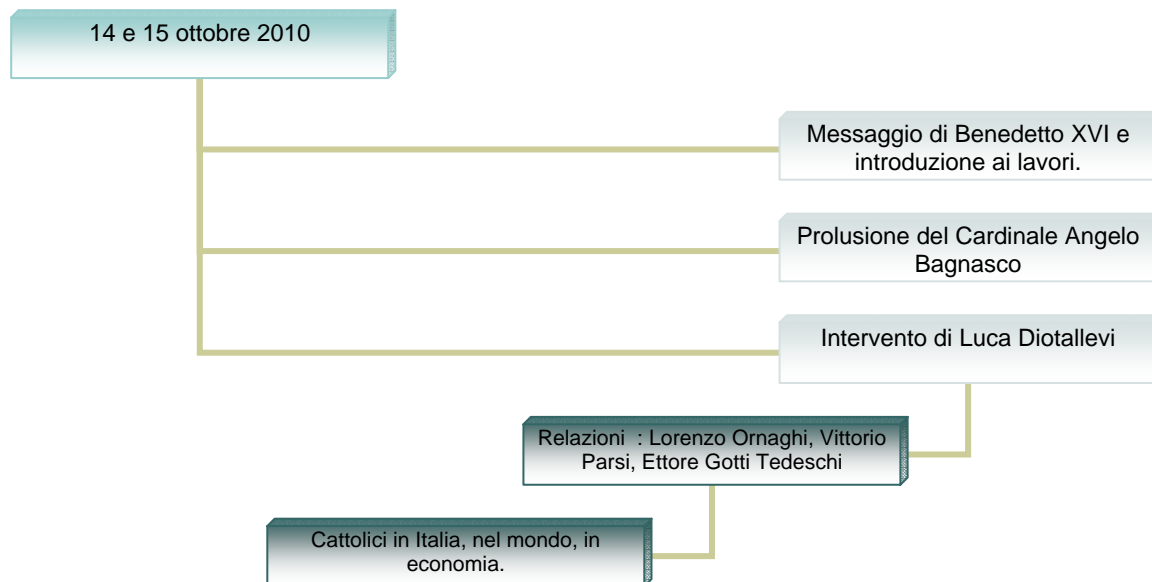 14 e 15 ottobre 2010
Messaggio di Benedetto XVI e
introduzione ai lavori.
Prolusione del Cardinale Angelo
Bagnasco
Intervento di Luca Diotallevi
Relazioni : Lorenzo Ornaghi, Vittorio
Parsi, Ettore Gotti Tedeschi
Cattolici in Italia, nel mondo, in
economia.